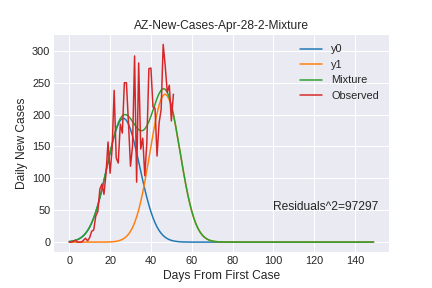 AZ-New-Cases-Apr-28-2-Mixture
300
250
200
150
100
50
0
Daily New Cases
y0
y1
Mixture
Observed
Residuals^2=97297
0 20 40 60 80 100 120 140
Days From First Case